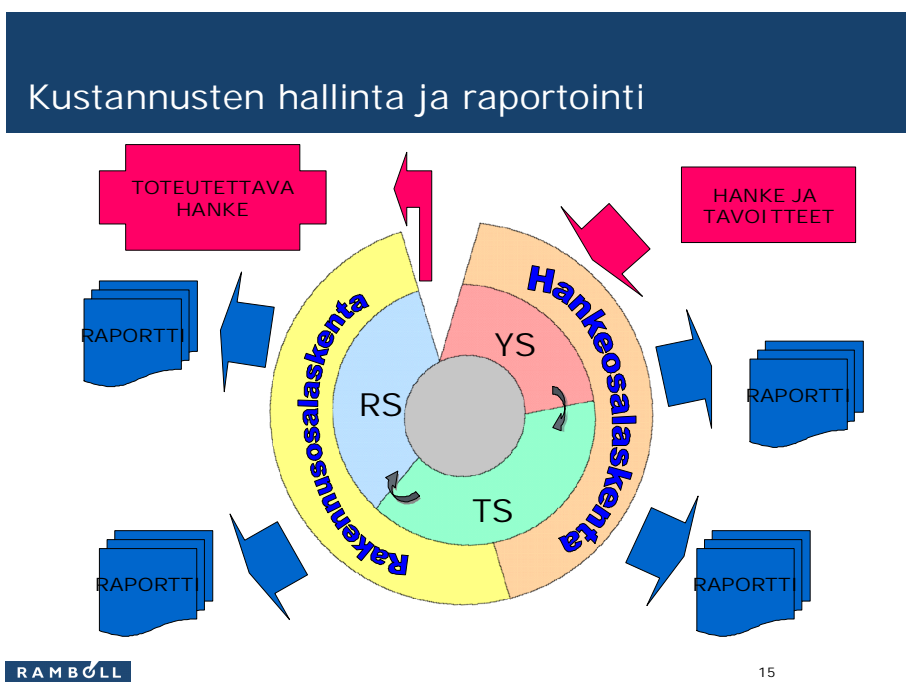 Kustannusten hallinta ja raportointi
TOTEUTETTAVA
HANKE
HANKE JA
TAVOITTEET
Hankeosalaskenta
Rakennusosalaskenta
YS
RS
TS
RAPORTTI
RAPORTTI
RAPORTTI
RAPORTTI
RAMBOLL
15